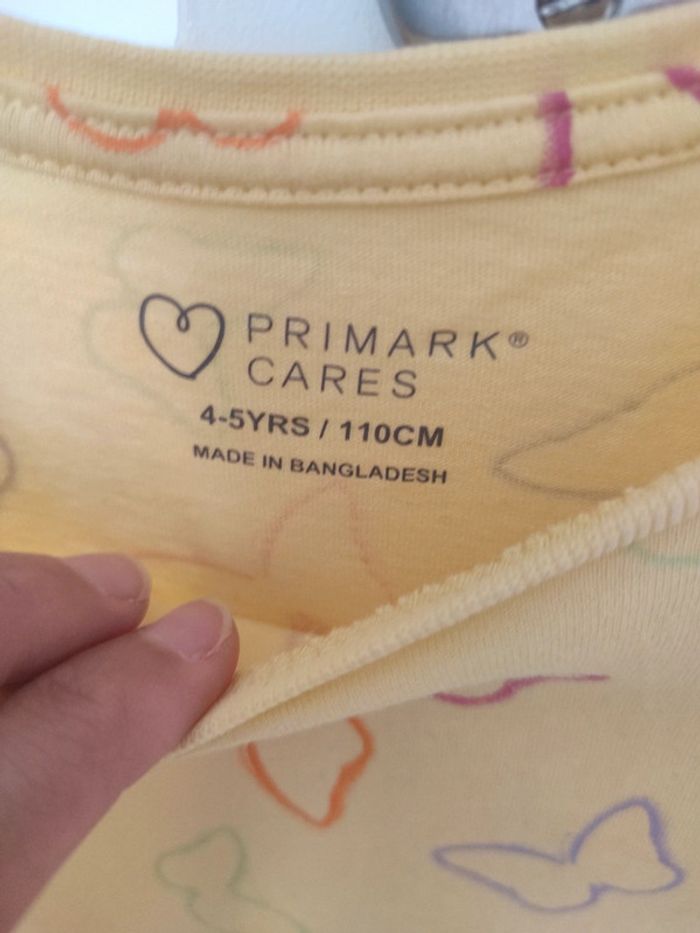 PRIMARK®
CARES
4-5YRS / 110CM
MADE IN BANGLADESH